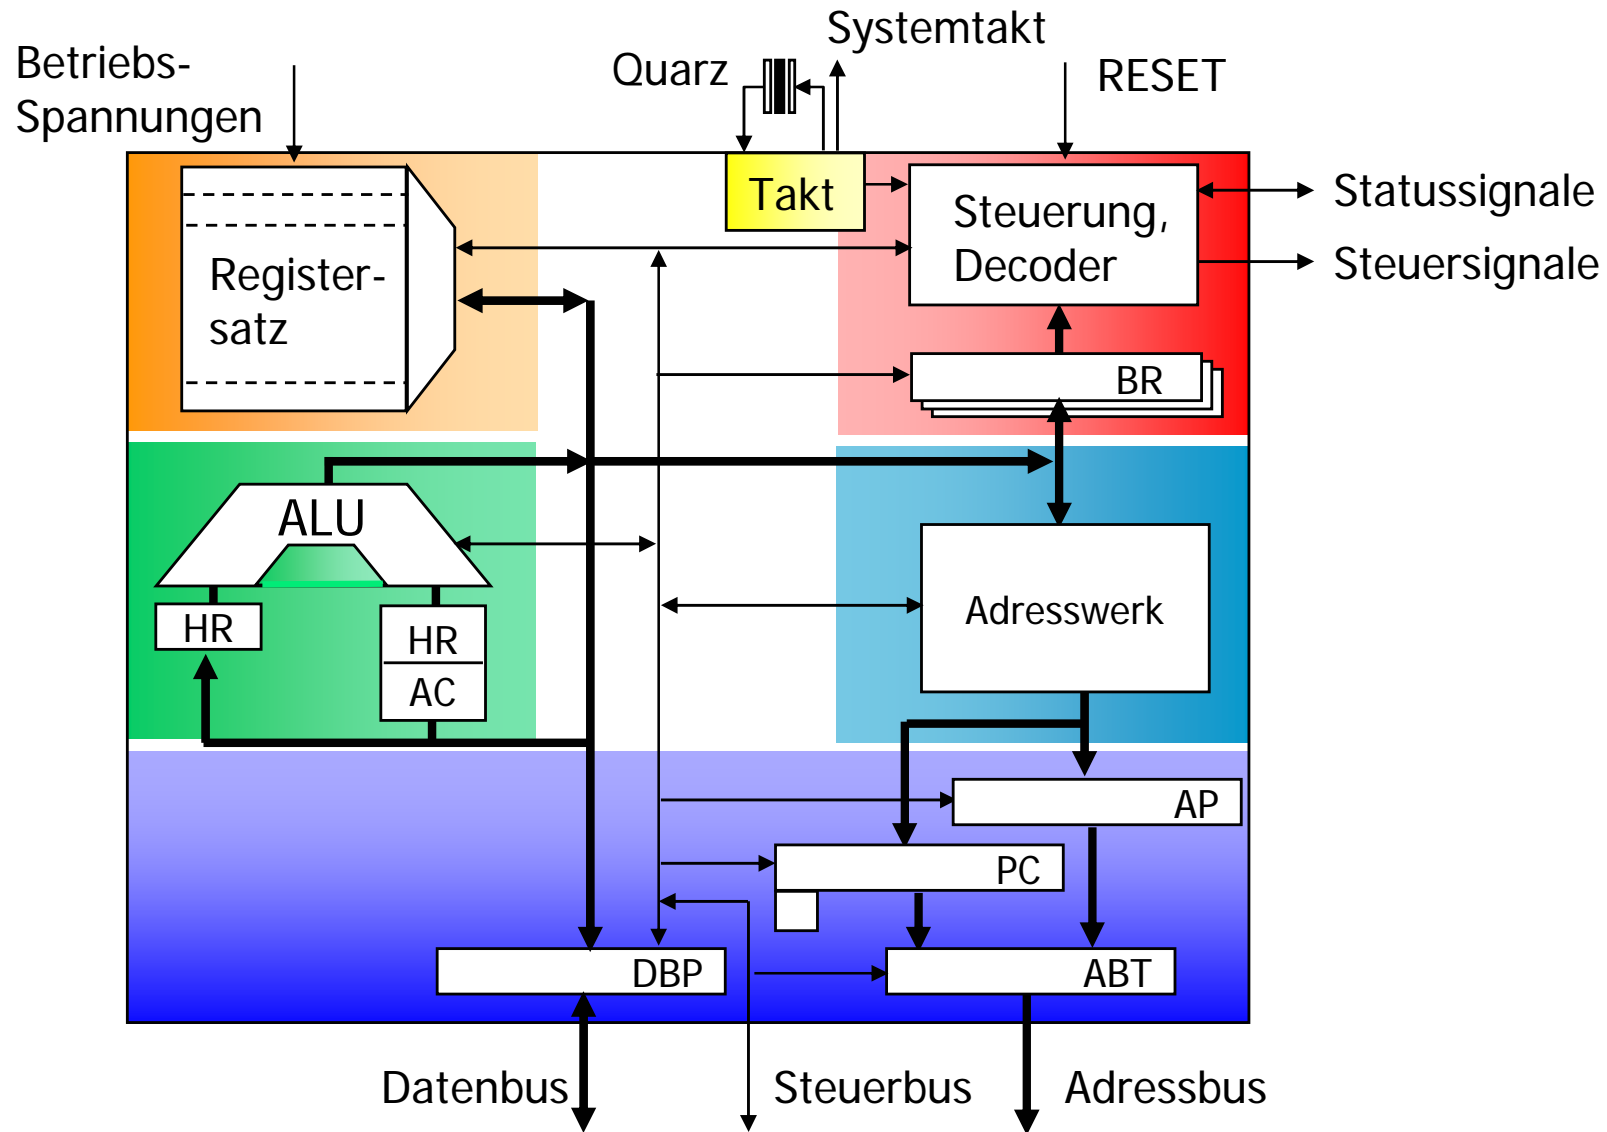 Systemtakt
Betriebs-
Spannungen
Quarz
RESET
Takt
Steuerung,
Decoder
Statussignale
Steuersignale
Register-
satz
BR
ALU
HR
HR
AC
Adresswerk
AP
PC
DBP
ABT
Datenbus
Steuerbus
Adressbus